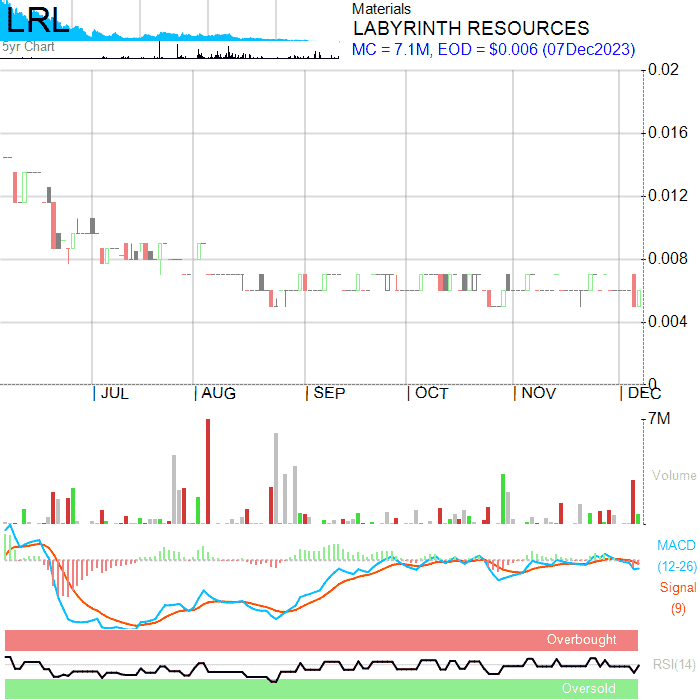 LRL
5yr Chart
Materials
LABYRINTH RESOURCES
MC = 7.1M, EOD = $0.006 (07Dec2023)
0.02
0.016
0.012
0.008
0.004
0
JUL
AUG
SEP
OCT
NOV
DEC
7M
Volume
MACD
(12-26)
Signal
(9)
Overbought
RSI(14)
Oversold